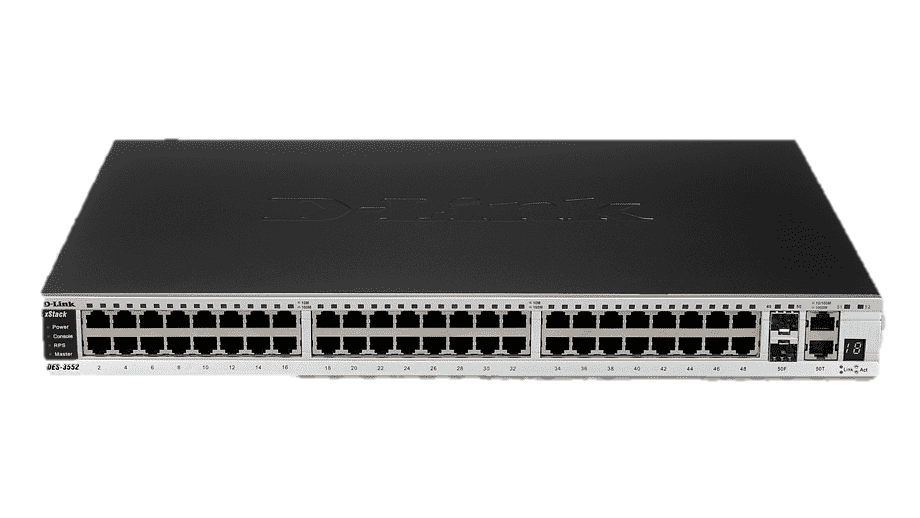 D-Link
D-Link
xStack
Power
Console
RPS
Master
DES-3552
2 4 6 8 10 12 14 16
18 20 22 24 26 28 30 32
34 36 38 40 42 44 46 48
50F
50T
Link Act
18